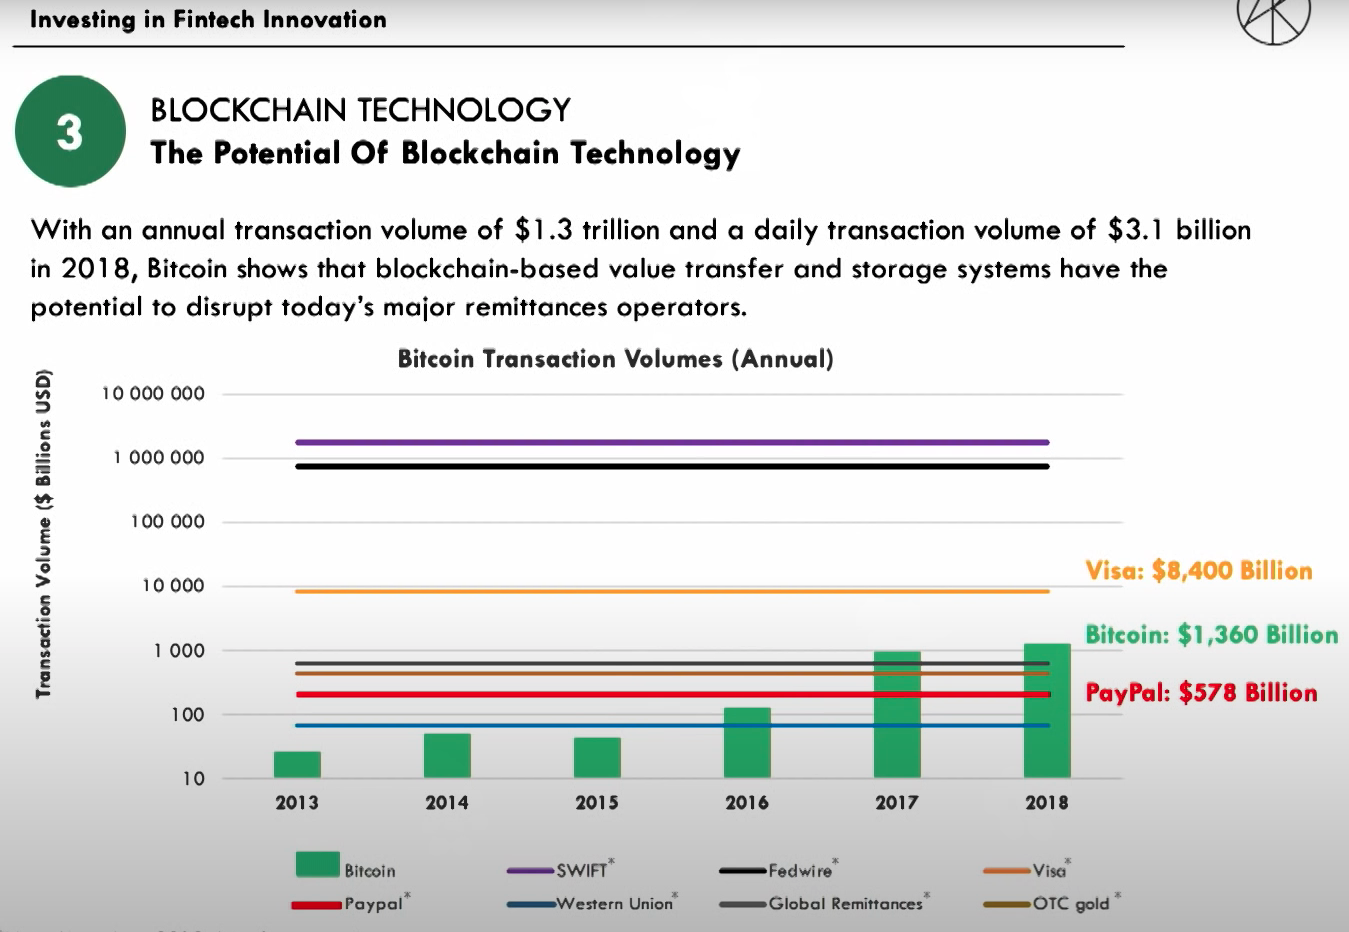 Investing in Fintech Innovation
3
BLOCKCHAIN TECHNOLOGY
The Potential Of Blockchain Technology
With an annual transaction volume of $1.3 trillion and a daily transaction volume of $3.1 billion
in 2018, Bitcoin shows that blockchain-based value transfer and storage systems have the
potential to disrupt today's major remittances operators.
Bitcoin Transaction Volumes (Annual)
Transaction Volume ($ Billions USD)
10 000 000
1 000 000
100 000
10 000
1 000
100
10
Visa: $8,400 Billion
Bitcoin: $1,360 Billion
PayPal: $578 Billion
2013 2014 2015 2016 2017 2018
Bitcoin SWIFT* Fedwire* Visa*
Paypal* Western Union* Global Remittances* OTC gold*